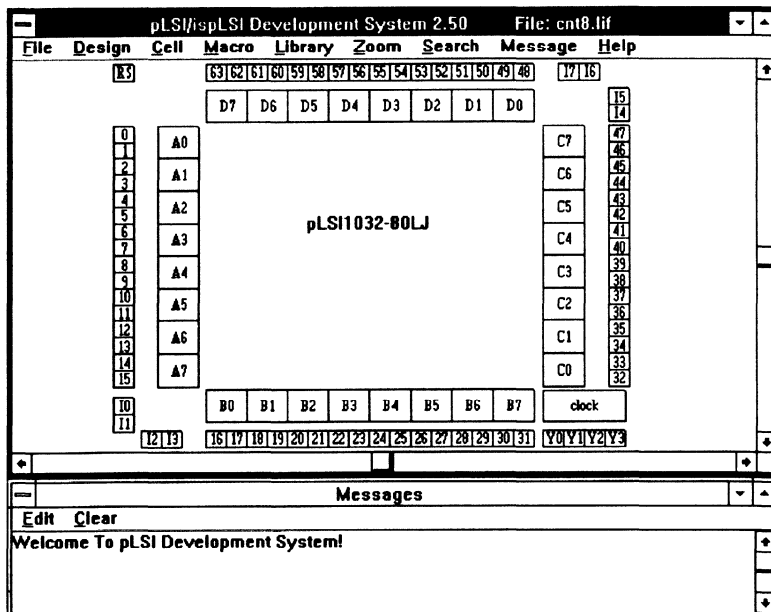 pLSI/ispLSI Development System 2.50 File: cnt8.lif
File Design Cell Macro Library Zoom Search Message Help
RS 63 62 61 60 59 58 57 56 55 54 53 52 51 50 49 48 I7 I6
D7 D6 D5 D4 D3 D2 D1 D0 I5
I4
0 A0 C7 47
1 46
2 A1 C6 45
3 44
4 A2 C5 43
5 42
pLSI1032-80LJ
6 A3 C4 41
7 40
8 A4 C3 39
9 38
10 A5 C2 37
11 36
12 A6 C1 35
13 34
14 A7 C0 33
15 32
I0 B0 B1 B2 B3 B4 B5 B6 B7 clock
I1
I2 I3 16 17 18 19 20 21 22 23 24 25 26 27 28 29 30 31 Y0 Y1 Y2 Y3
Messages
Edit Clear
Welcome To pLSI Development System!